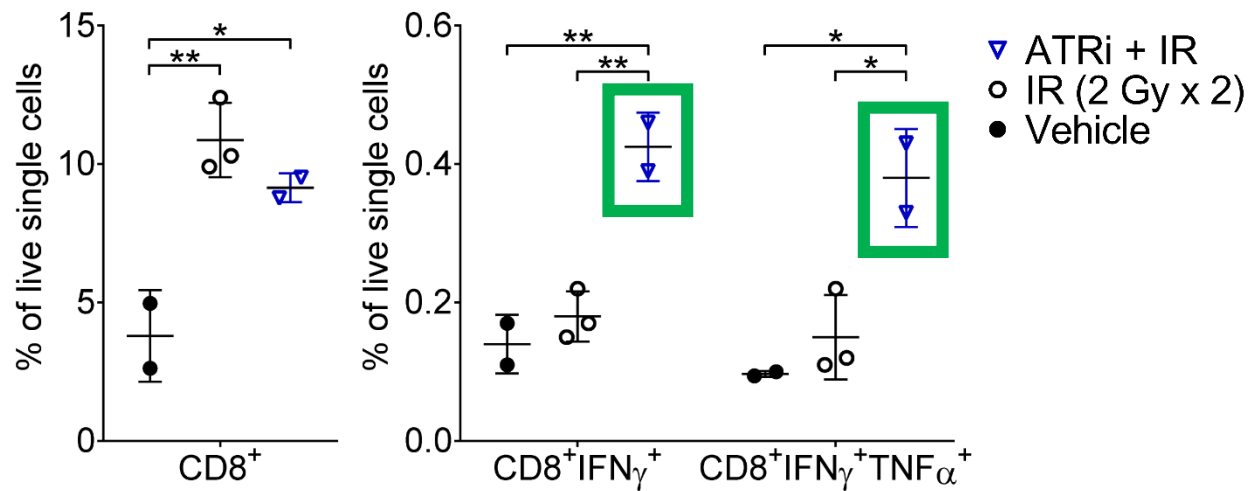 % of live single cells
15
10
5
0
*
**
CD8⁺
% of live single cells
0.6
0.4
0.2
0.0
**
**
*
*
CD8⁺IFNγ⁺
CD8⁺IFNγ⁺TNFα⁺
ATRi + IR
IR (2 Gy x 2)
Vehicle